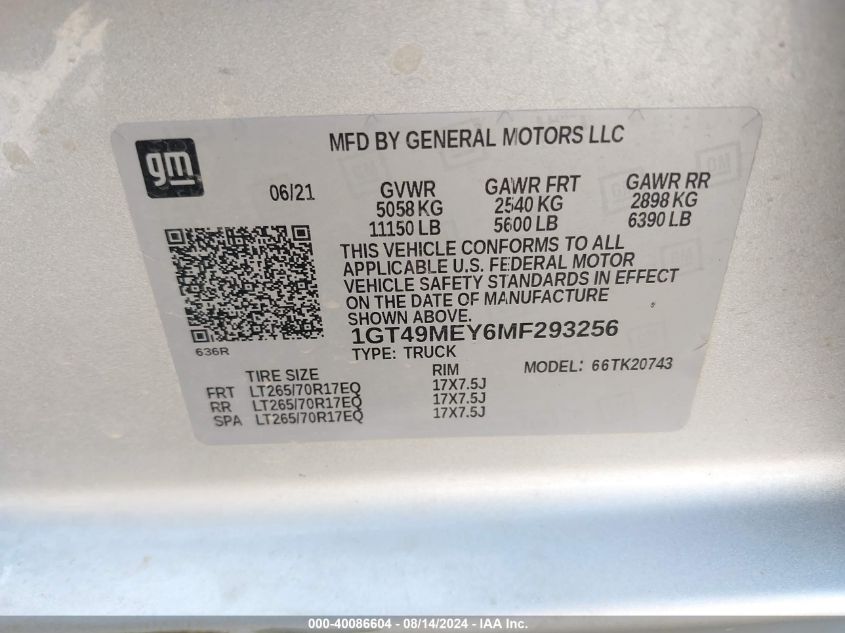 gm
MFD BY GENERAL MOTORS LLC
06/21 GVWR GAWR FRT GAWR RR
5058 KG 2540 KG 2898 KG
11150 LB 5600 LB 6390 LB
THIS VEHICLE CONFORMS TO ALL
APPLICABLE U.S. FEDERAL MOTOR
VEHICLE SAFETY STANDARDS IN EFFECT
ON THE DATE OF MANUFACTURE
SHOWN ABOVE.
1GT49MEY6MF293256
636R TYPE: TRUCK MODEL: 66TK20743
TIRE SIZE RIM
FRT LT265/70R17EQ 17X7.5J
RR LT265/70R17EQ 17X7.5J
SPA LT265/70R17EQ 17X7.5J
000-40086604 - 08/14/2024 - IAA Inc.